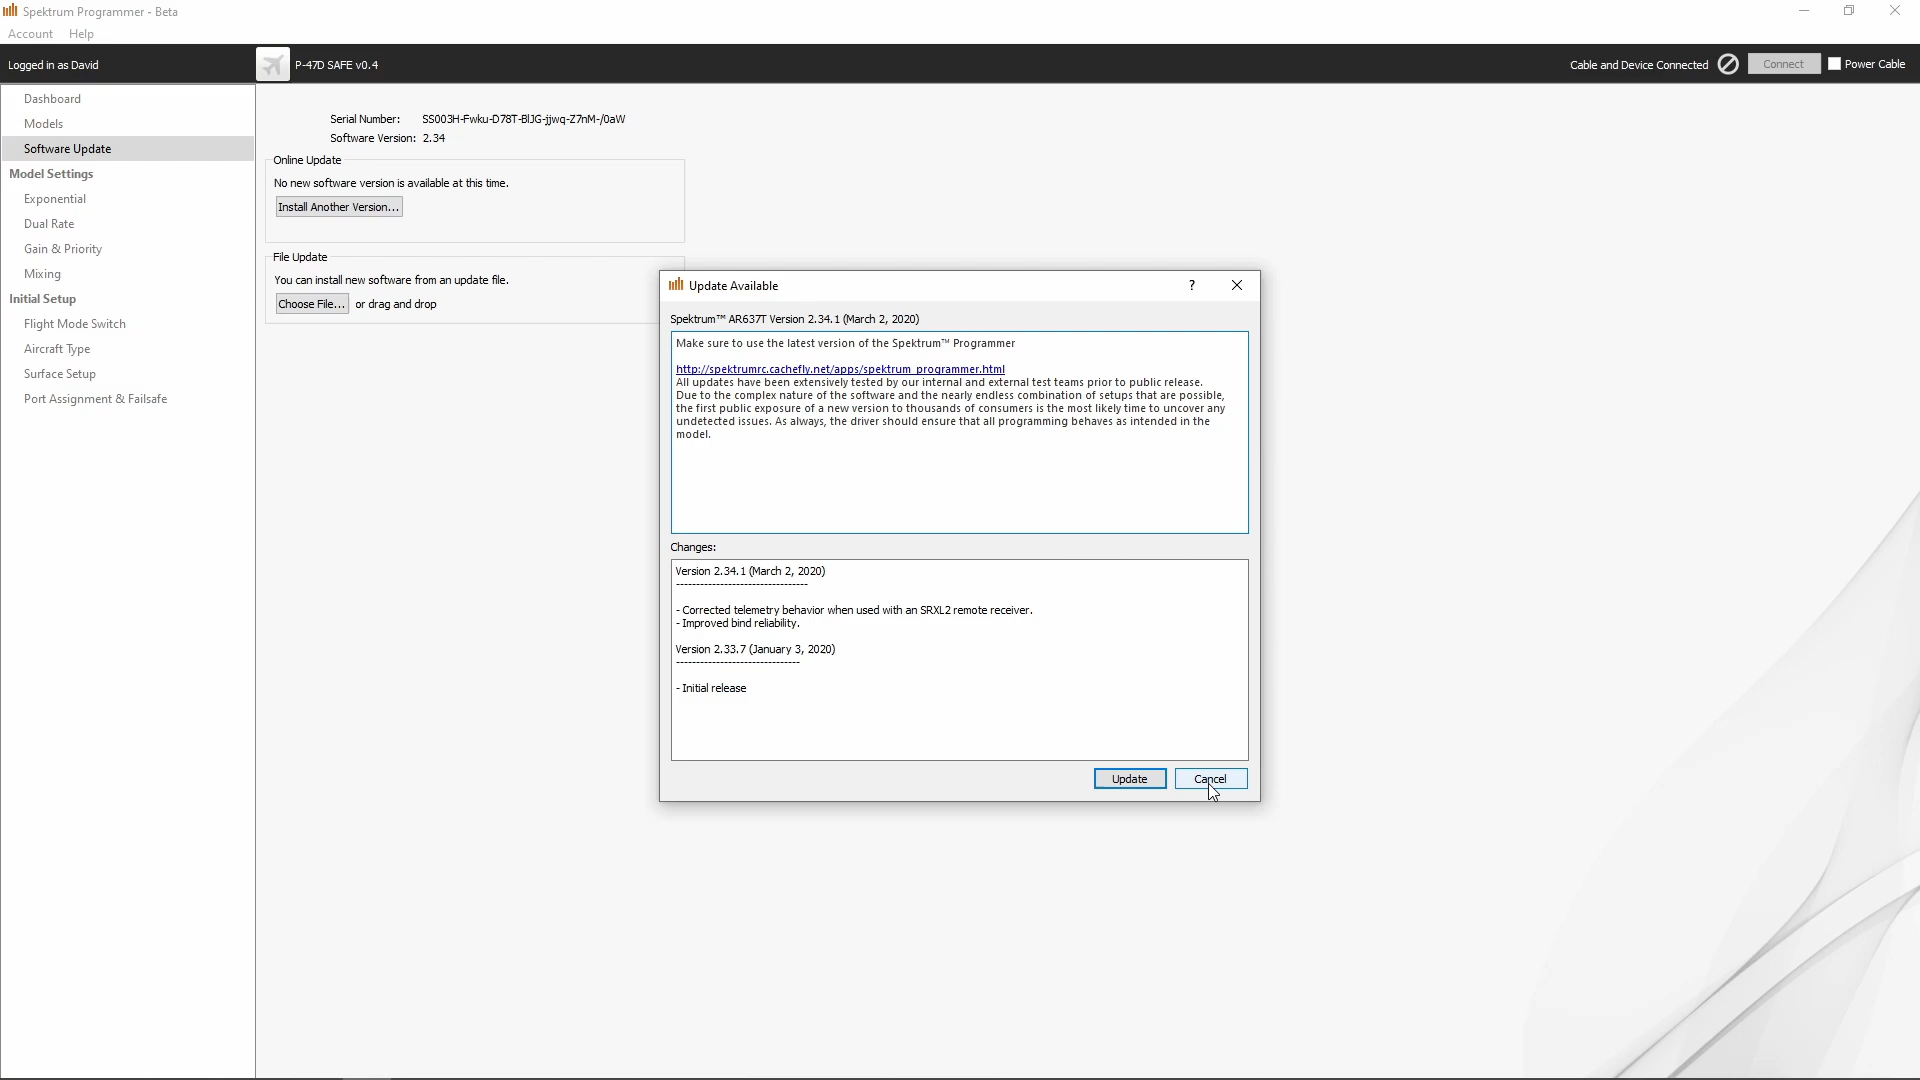 Spektrum Programmer - Beta
Account Help
Logged in as David
P-47D SAFE v0.4
Cable and Device Connected
Connect
Power Cable
Dashboard
Models
Software Update
Model Settings
Exponential
Dual Rate
Gain & Priority
Mixing
Initial Setup
Flight Mode Switch
Aircraft Type
Surface Setup
Port Assignment & Failsafe
Serial Number: SS003H-Fwku-D78T-BlJG-jjwq-Z7nM-/0aW
Software Version: 2.34
Online Update
No new software version is available at this time.
Install Another Version...
File Update
You can install new software from an update file.
Choose File... or drag and drop
Update Available
?
Spektrum™ AR637T Version 2.34.1 (March 2, 2020)
Make sure to use the latest version of the Spektrum™ Programmer
http://spektrumrc.cachefly.net/apps/spektrum_programmer.html
All updates have been extensively tested by our internal and external test teams prior to public release.
Due to the complex nature of the software and the nearly endless combination of setups that are possible,
the first public exposure of a new version to thousands of consumers is the most likely time to uncover any
undetected issues. As always, the driver should ensure that all programming behaves as intended in the
model.
Changes:
Version 2.34.1 (March 2, 2020)
---------------------------------
- Corrected telemetry behavior when used with an SRXL2 remote receiver.
- Improved bind reliability.
Version 2.33.7 (January 3, 2020)
-------------------------------
- Initial release
Update
Cancel